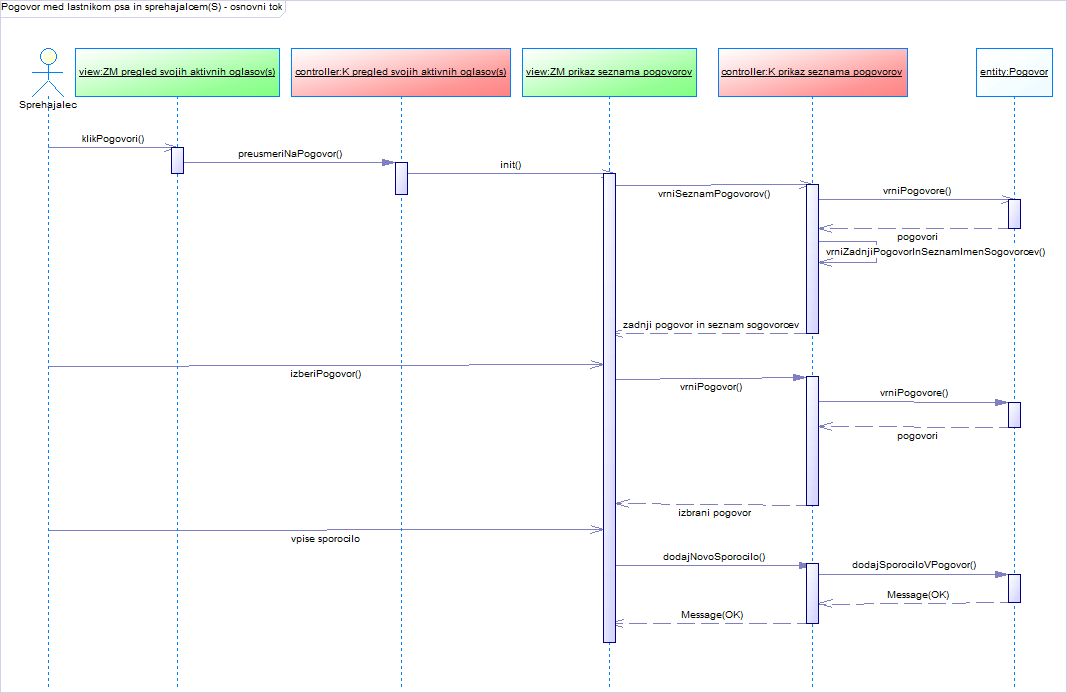 Pogovor med lastnikom psa in sprehajalcem(S) - osnovni tok
view:ZM pregled svojih aktivnih oglasov(s)
controller:K pregled svojih aktivnih oglasov(s)
view:ZM prikaz seznama pogovorov
controller:K prikaz seznama pogovorov
entity:Pogovor
Sprehajalec
klikPogovori()
preusmeriNaPogovor()
init()
vrniSeznamPogovorov()
vrniPogovore()
pogovori
vrniZadnjiPogovorInSeznamImenSogovorcev()
zadnji pogovor in seznam sogovorcev
izberiPogovor()
vrniPogovor()
vrniPogovore()
pogovori
izbrani pogovor
vpise sporocilo
dodajNovoSporocilo()
dodajSporociloVPogovor()
Message(OK)
Message(OK)